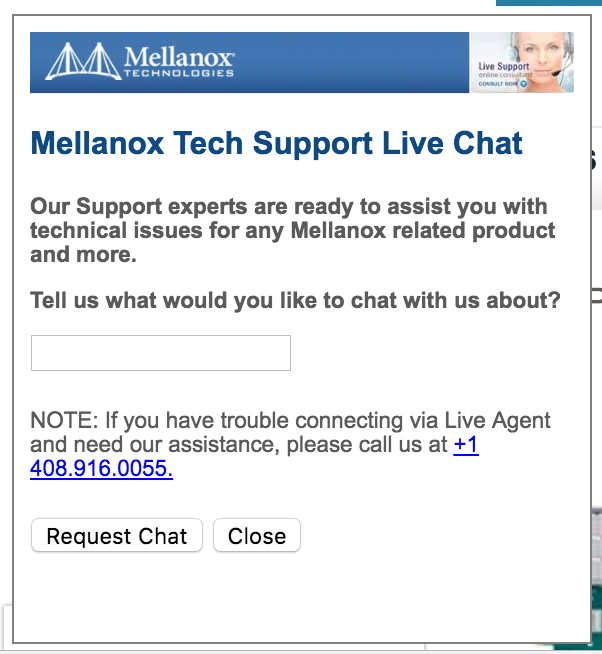 Mellanox
TECHNOLOGIES
Live Support
online consultant
CONSULT NOW
Mellanox Tech Support Live Chat
Our Support experts are ready to assist you with
technical issues for any Mellanox related product
and more.
Tell us what would you like to chat with us about?
NOTE: If you have trouble connecting via Live Agent
and need our assistance, please call us at +1
408.916.0055.
Request Chat Close